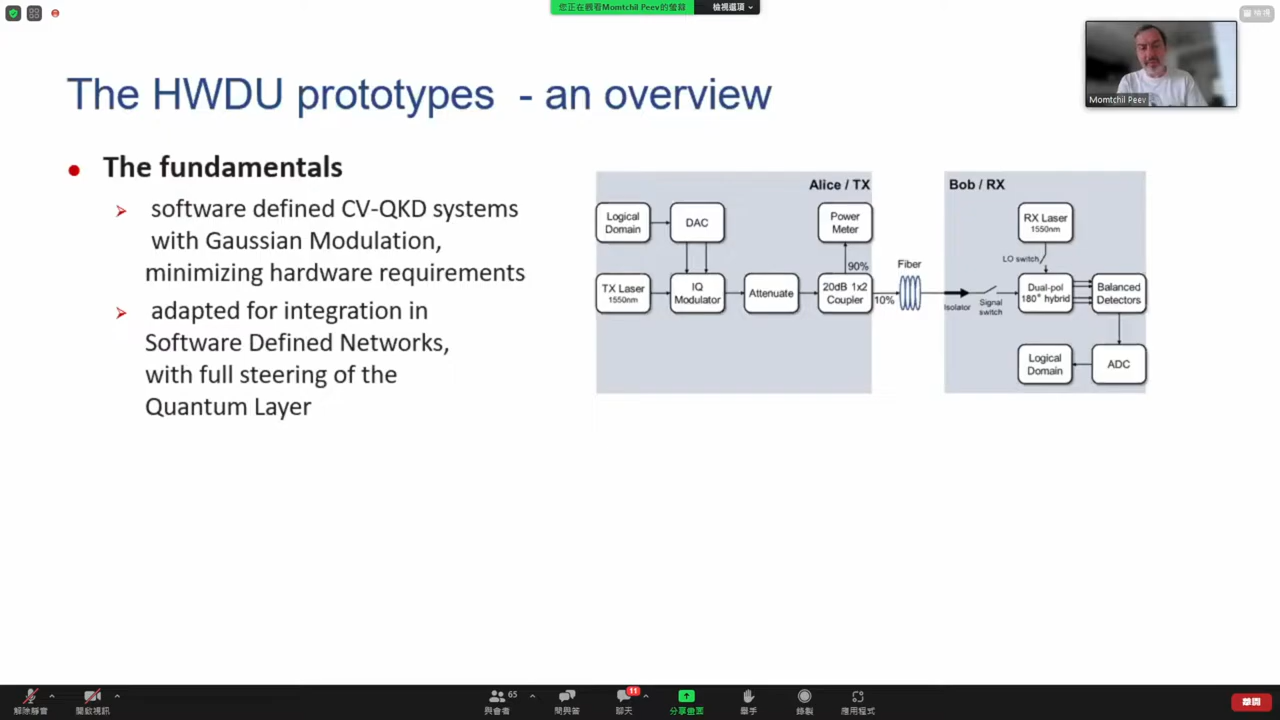 您正在觀看Momtchil Peev的螢幕
檢視選項
檢視
Momtchil Peev
The HWDU prototypes - an overview
The fundamentals
software defined CV-QKD systems
with Gaussian Modulation,
minimizing hardware requirements
adapted for integration in
Software Defined Networks,
with full steering of the
Quantum Layer
Alice / TX
Logical
Domain
DAC
Power
Meter
90%
TX Laser
1550nm
IQ
Modulator
Attenuate
20dB 1x2
Coupler
10%
Fiber
Bob / RX
RX Laser
1550nm
LO switch
Isolator
Signal
switch
Dual-pol
180° hybrid
Balanced
Detectors
Logical
Domain
ADC
解除靜音
開啟視訊
65
與會者
問與答
11
聊天
分享螢幕
舉手
錄製
應用程式
離開